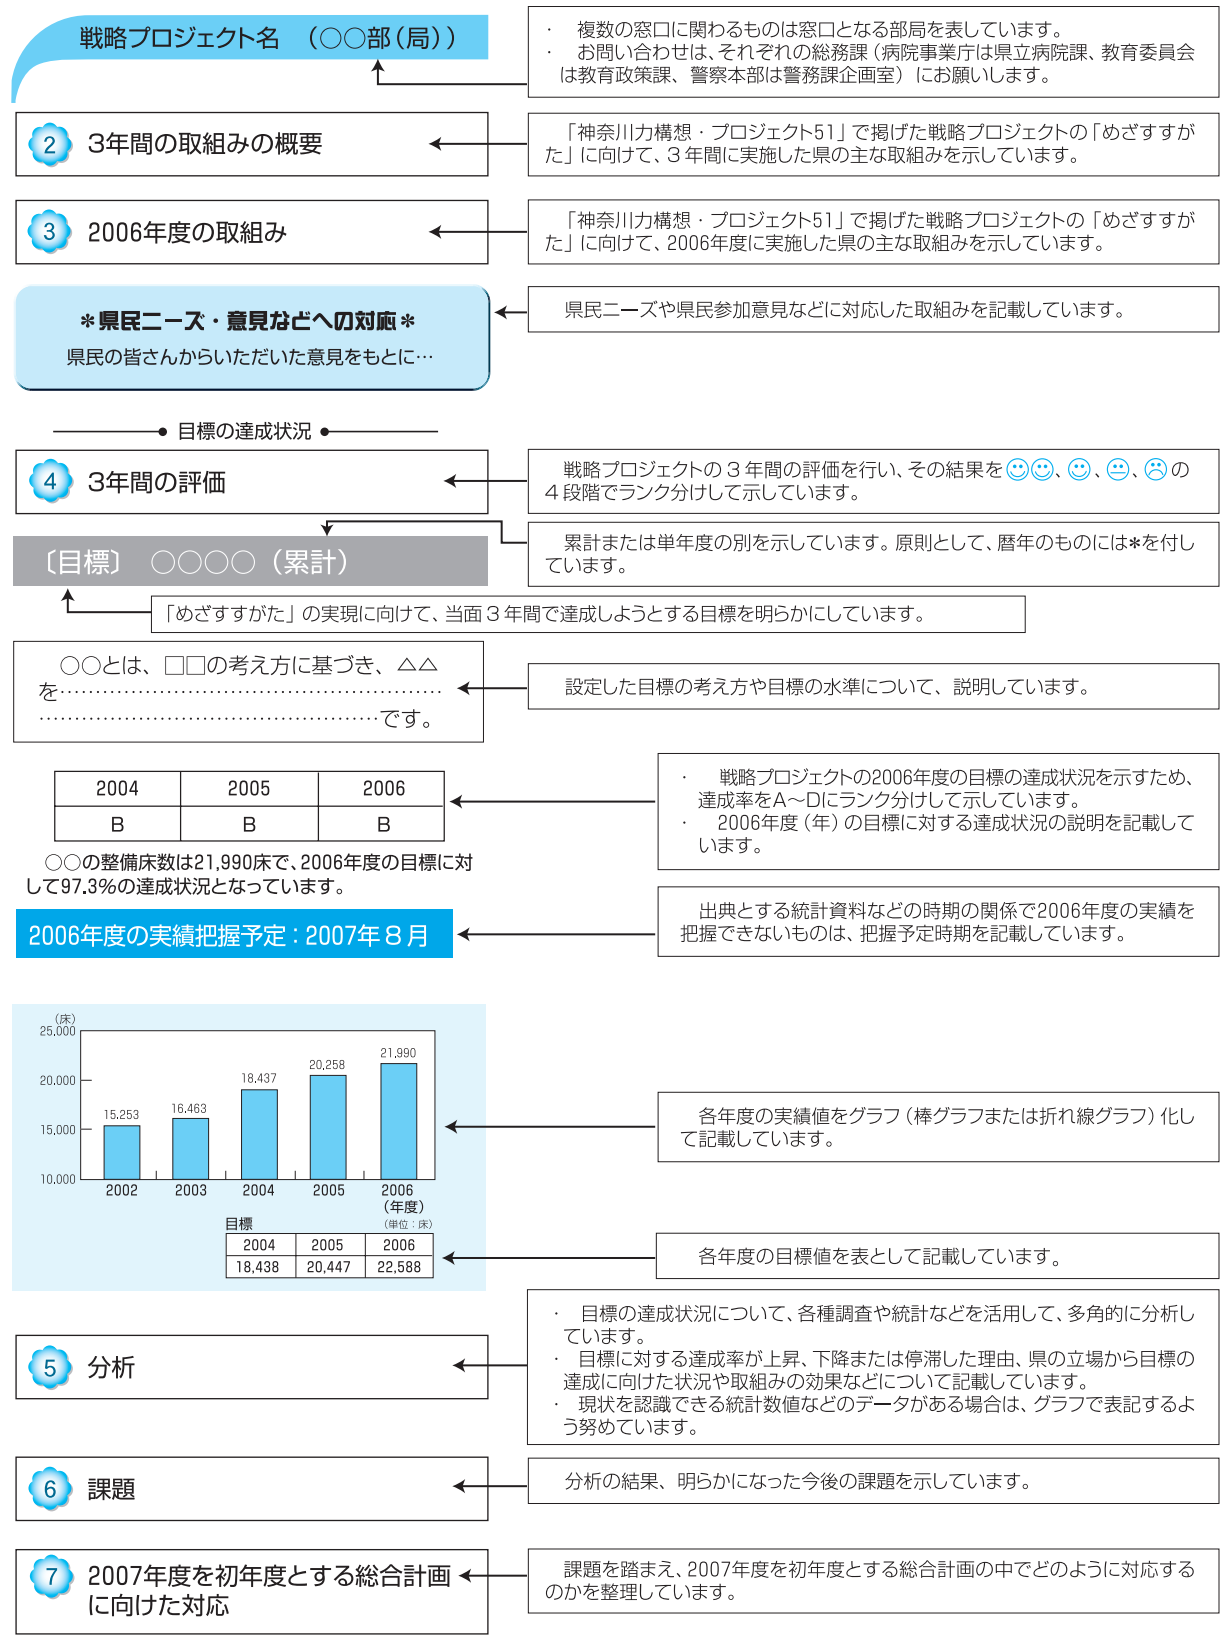 戦略プロジェクト名　（○○部（局））
・　複数の窓口に関わるものは窓口となる部局を表しています。
・　お問い合わせは、それぞれの総務課（病院事業庁は県立病院課、教育委員会
は教育政策課、警察本部は警務課企画室）にお願いします。
2　3年間の取組みの概要
「神奈川力構想・プロジェクト51」で掲げた戦略プロジェクトの「めざすすが
た」に向けて、3年間に実施した県の主な取組みを示しています。
3　2006年度の取組み
「神奈川力構想・プロジェクト51」で掲げた戦略プロジェクトの「めざすすが
た」に向けて、2006年度に実施した県の主な取組みを示しています。
＊県民ニーズ・意見などへの対応＊
県民の皆さんからいただいた意見をもとに…
県民ニーズや県民参加意見などに対応した取組みを記載しています。
目標の達成状況
4　3年間の評価
戦略プロジェクトの3年間の評価を行い、その結果を、、、の
4段階でランク分けして示しています。
〔目標〕　○○○○（累計）
累計または単年度の別を示しています。原則として、暦年のものには＊を付し
ています。
「めざすすがた」の実現に向けて、当面3年間で達成しようとする目標を明らかにしています。
○○とは、□□の考え方に基づき、△△
を……………………………………………
………………………………………です。
設定した目標の考え方や目標の水準について、説明しています。
2004　2005　2006
B　B　B
・　戦略プロジェクトの2006年度の目標の達成状況を示すため、
達成率をA～Dにランク分けして示しています。
・　2006年度（年）の目標に対する達成状況の説明を記載して
います。
○○の整備床数は21,990床で、2006年度の目標に対
して97.3%の達成状況となっています。
2006年度の実績把握予定：2007年8月
出典とする統計資料などの時期の関係で2006年度の実績を
把握できないものは、把握予定時期を記載しています。
（床）
25.000
20.000
15,000
10.000
15.253
16.463
18.437
20,258
21.990
2002　2003　2004　2005　2006
（年度）
各年度の実績値をグラフ（棒グラフまたは折れ線グラフ）化し
て記載しています。
目標　（単位：床）
2004　2005　2006
18,438　20,447　22,588
各年度の目標値を表として記載しています。
5　分析
・　目標の達成状況について、各種調査や統計などを活用して、多角的に分析し
ています。
・　目標に対する達成率が上昇、下降または停滞した理由、県の立場から目標の
達成に向けた状況や取組みの効果などについて記載しています。
・　現状を認識できる統計数値などのデータがある場合は、グラフで表記するよ
う努めています。
6　課題
分析の結果、明らかになった今後の課題を示しています。
7　2007年度を初年度とする総合計画
に向けた対応
課題を踏まえ、2007年度を初年度とする総合計画の中でどのように対応する
のかを整理しています。